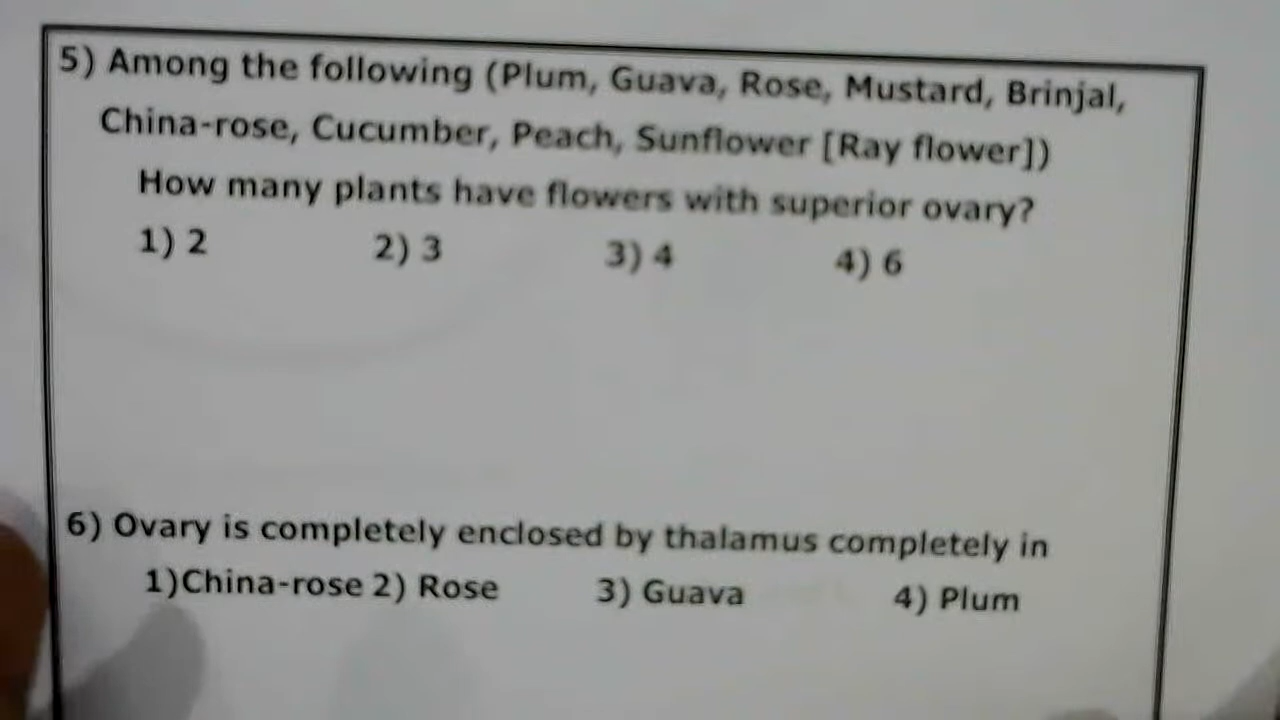 5) Among the following (Plum, Guava, Rose, Mustard, Brinjal,
China-rose, Cucumber, Peach, Sunflower [Ray flower])
How many plants have flowers with superior ovary?
1) 2 2) 3 3) 4 4) 6
6) Ovary is completely enclosed by thalamus completely in
1)China-rose 2) Rose 3) Guava 4) Plum